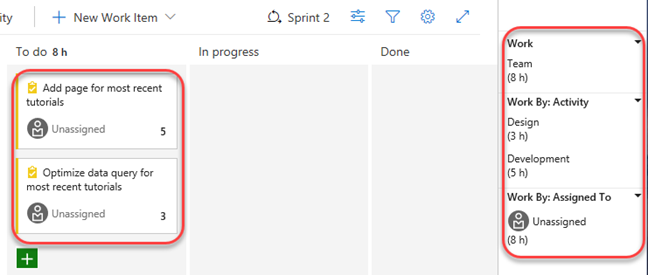 ity
New Work Item
Sprint 2
To do 8 h
In progress
Done
Add page for most recent
tutorials
Unassigned
5
Optimize data query for
most recent tutorials
Unassigned
3
Work
Team
(8 h)
Work By: Activity
Design
(3 h)
Development
(5 h)
Work By: Assigned To
Unassigned
(8 h)